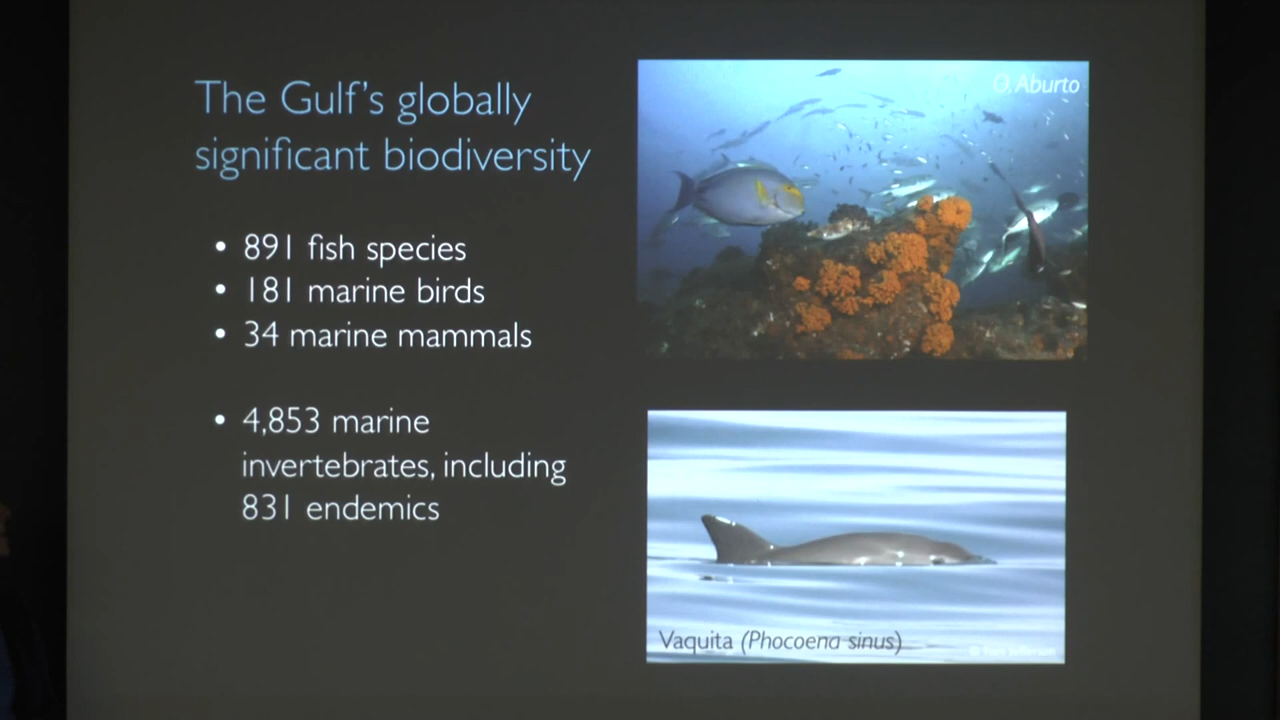 The Gulf's globally
significant biodiversity
• 891 fish species
• 181 marine birds
• 34 marine mammals
• 4,853 marine
invertebrates, including
831 endemics
O. Aburto
Vaquita (Phocoena sinus)